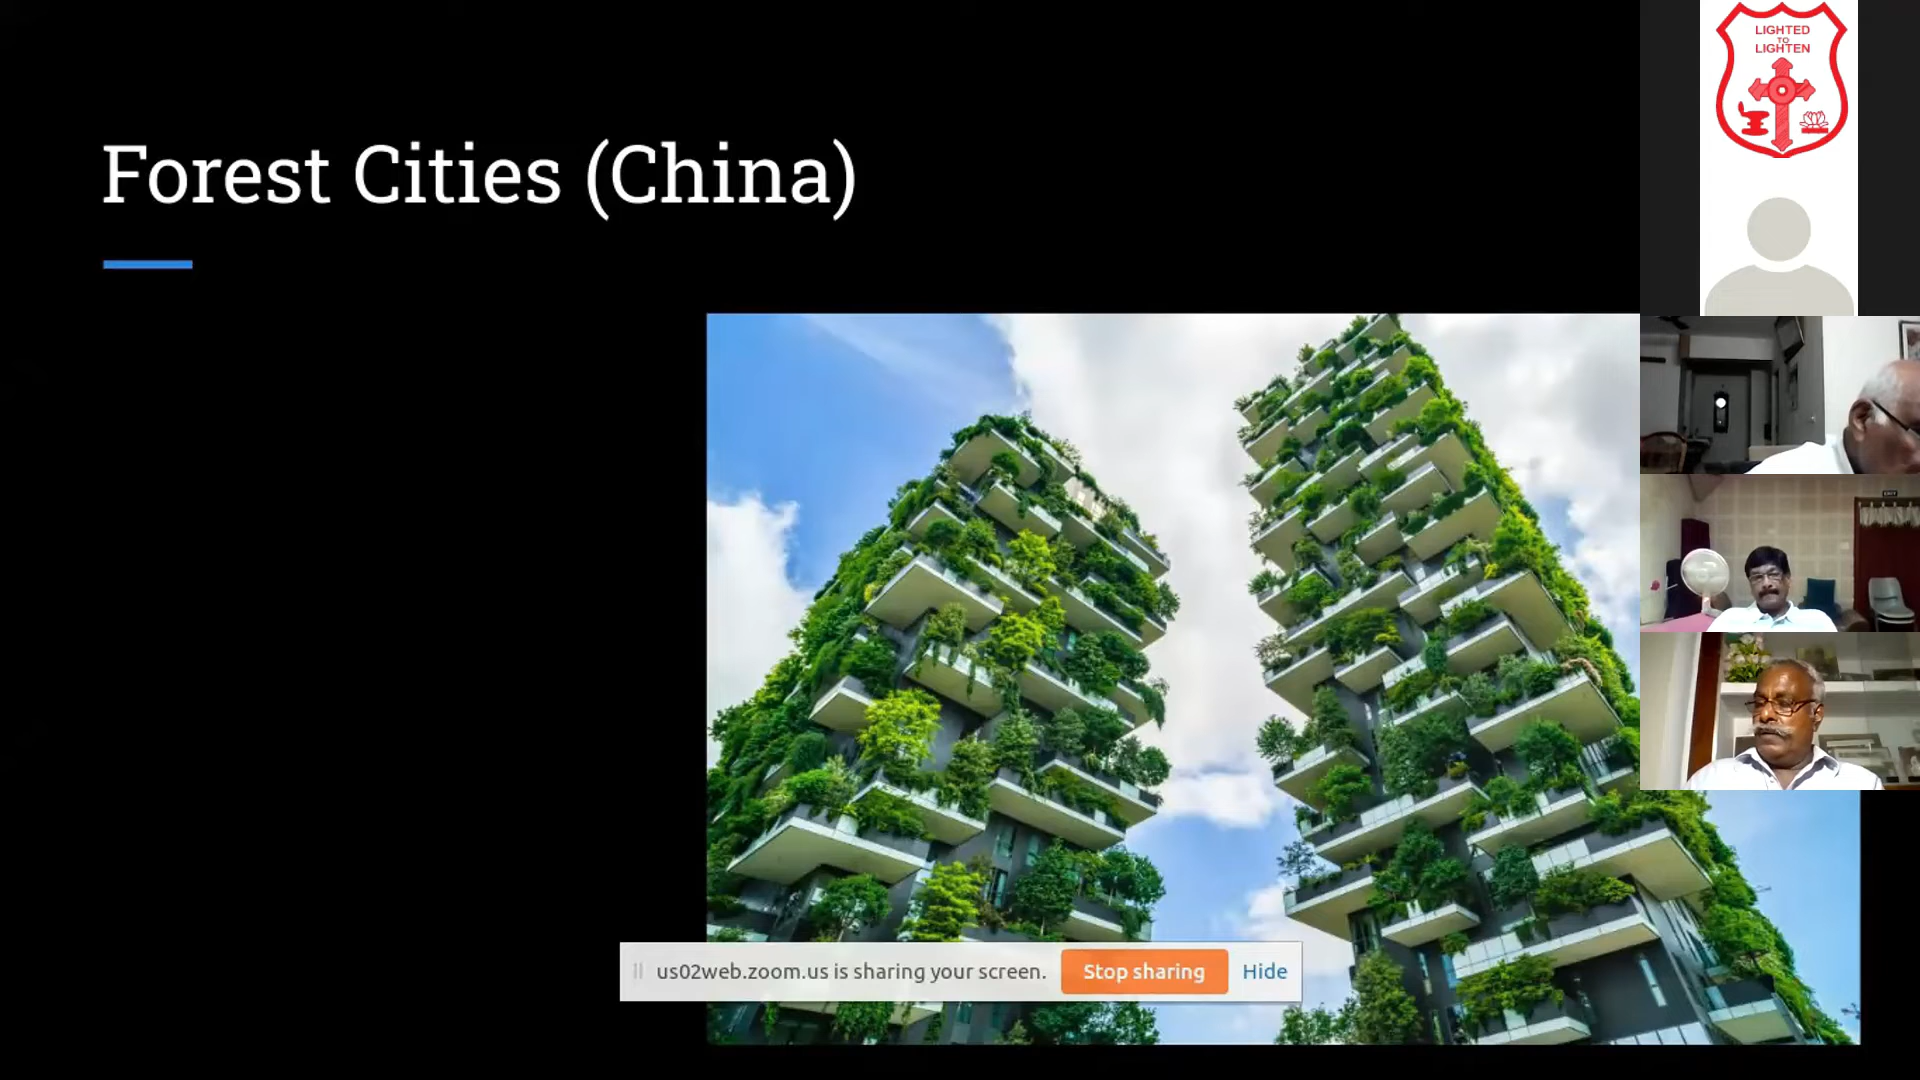 Forest Cities (China)
LIGHTED
TO
LIGHTEN
us02web.zoom.us is sharing your screen.
Stop sharing
Hide